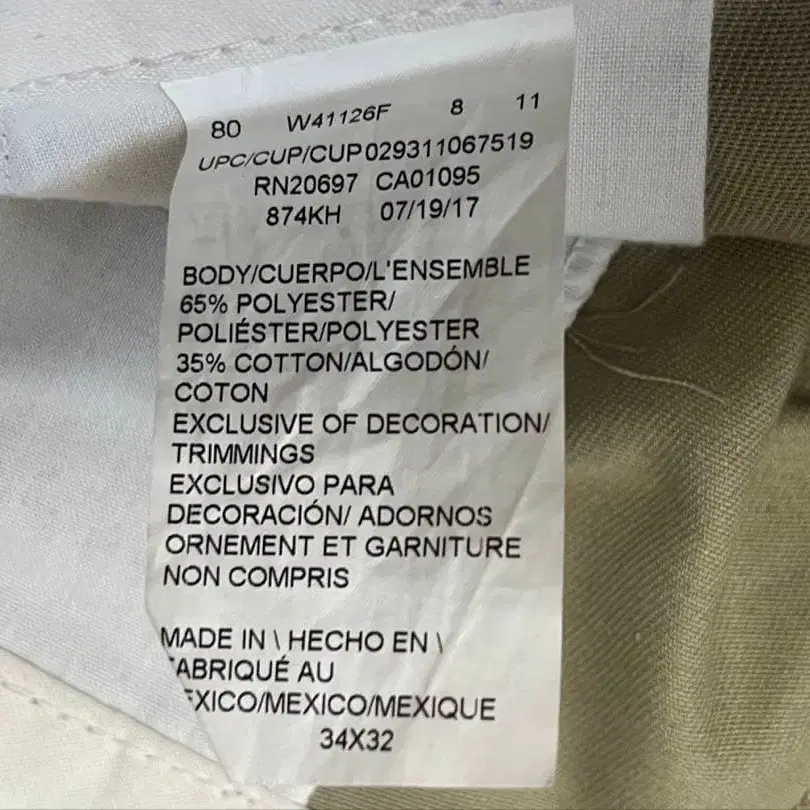 80 W41126F 8 11
UPC/CUP/CUP029311067519
RN20697 CA01095
874KH 07/19/17
BODY/CUERPO/L'ENSEMBLE
65% POLYESTER/
POLIÉSTER/POLYESTER
35% COTTON/ALGODÓN/
COTON
EXCLUSIVE OF DECORATION/
TRIMMINGS
EXCLUSIVO PARA
DECORACIÓN/ ADORNOS
ORNEMENT ET GARNITURE
NON COMPRIS
MADE IN \ HECHO EN \
FABRIQUÉ AU
MEXICO/MEXICO/MEXIQUE
34X32